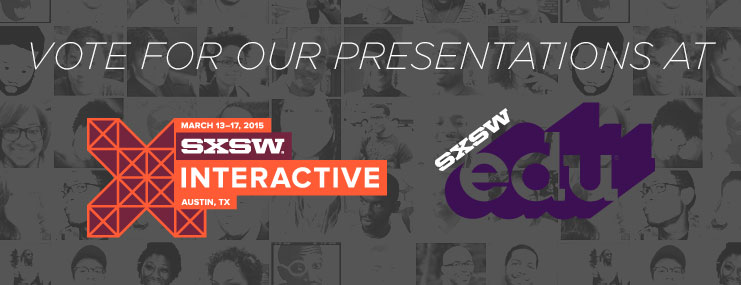 VOTE FOR OUR PRESENTATIONS AT
MARCH 13–17, 2015
SXSW.
INTERACTIVE
AUSTIN, TX
SXSW
edu